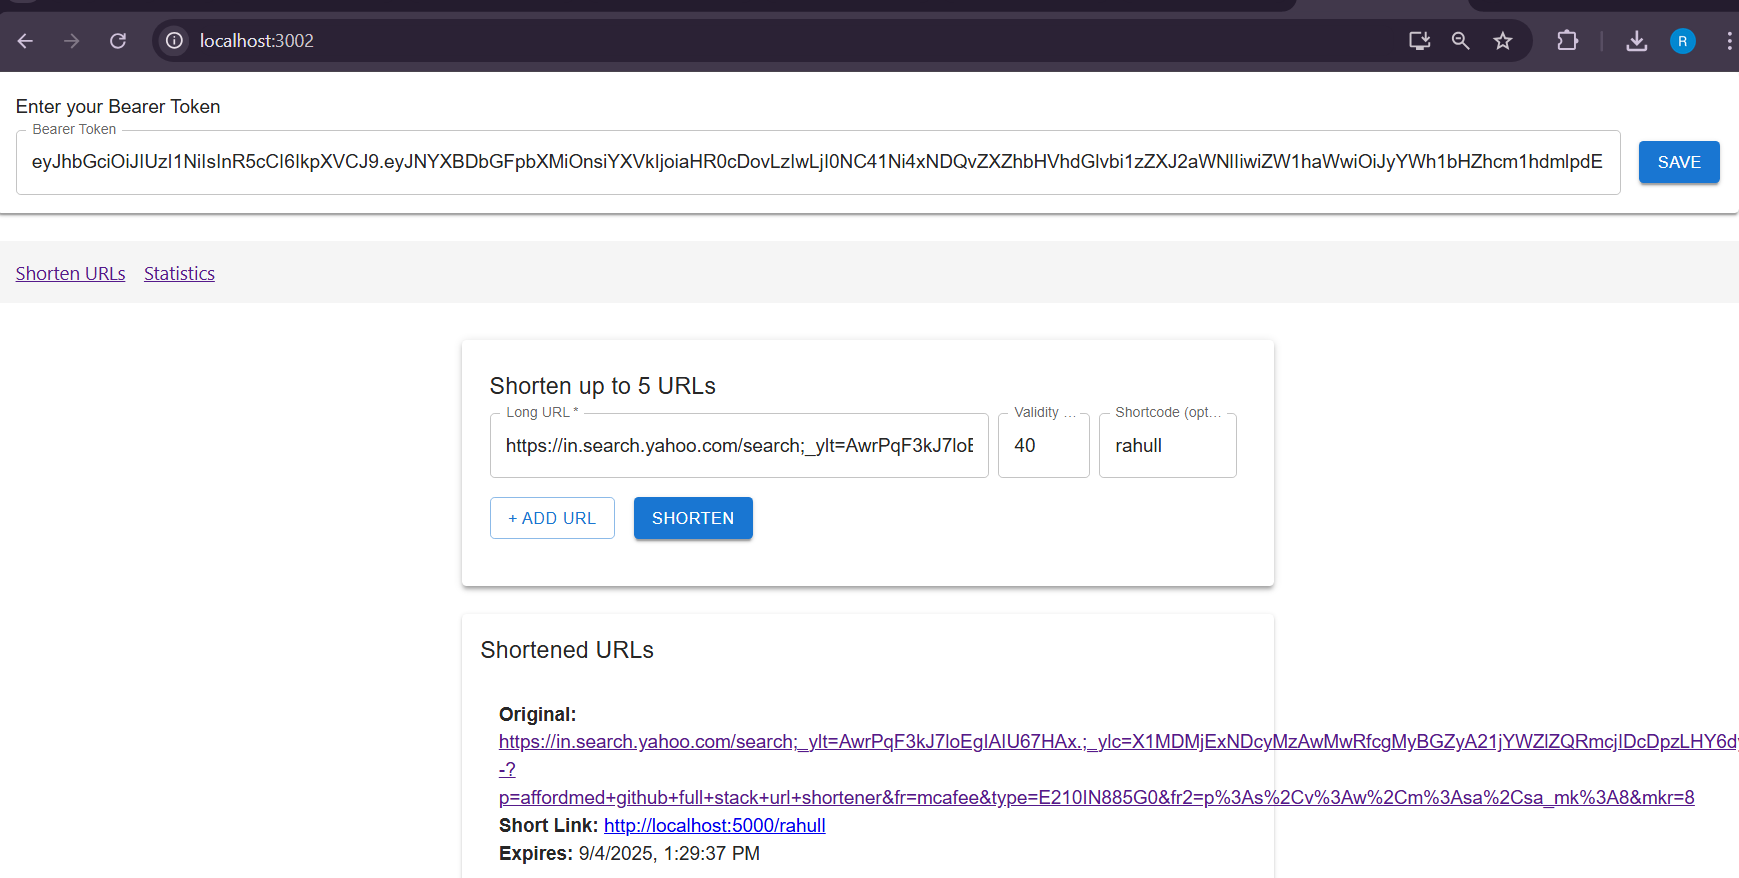 localhost:3002
R
Enter your Bearer Token
Bearer Token
SAVE
Shorten URLs Statistics
Shorten up to 5 URLs
Long URL * Validity ... Shortcode (opt...
https://in.search.yahoo.com/search;_ylt=AwrPqF3kJ7loE 40 rahull
+ ADD URL SHORTEN
Shortened URLs
Original:
https://in.search.yahoo.com/search;_ylt=AwrPqF3kJ7loEgIAIU67HAx.;_ylc=X1MDMjExNDcyMzAwMwRfcgMyBGZyA21jYWZlZQRmcjIDcDpzLHY6dy
-?
p=affordmed+github+full+stack+url+shortener&fr=mcafee&type=E210IN885G0&fr2=p%3As%2Cv%3Aw%2Cm%3Asa%2Csa_mk%3A8&mkr=8
Short Link: http://localhost:5000/rahull
Expires: 9/4/2025, 1:29:37 PM